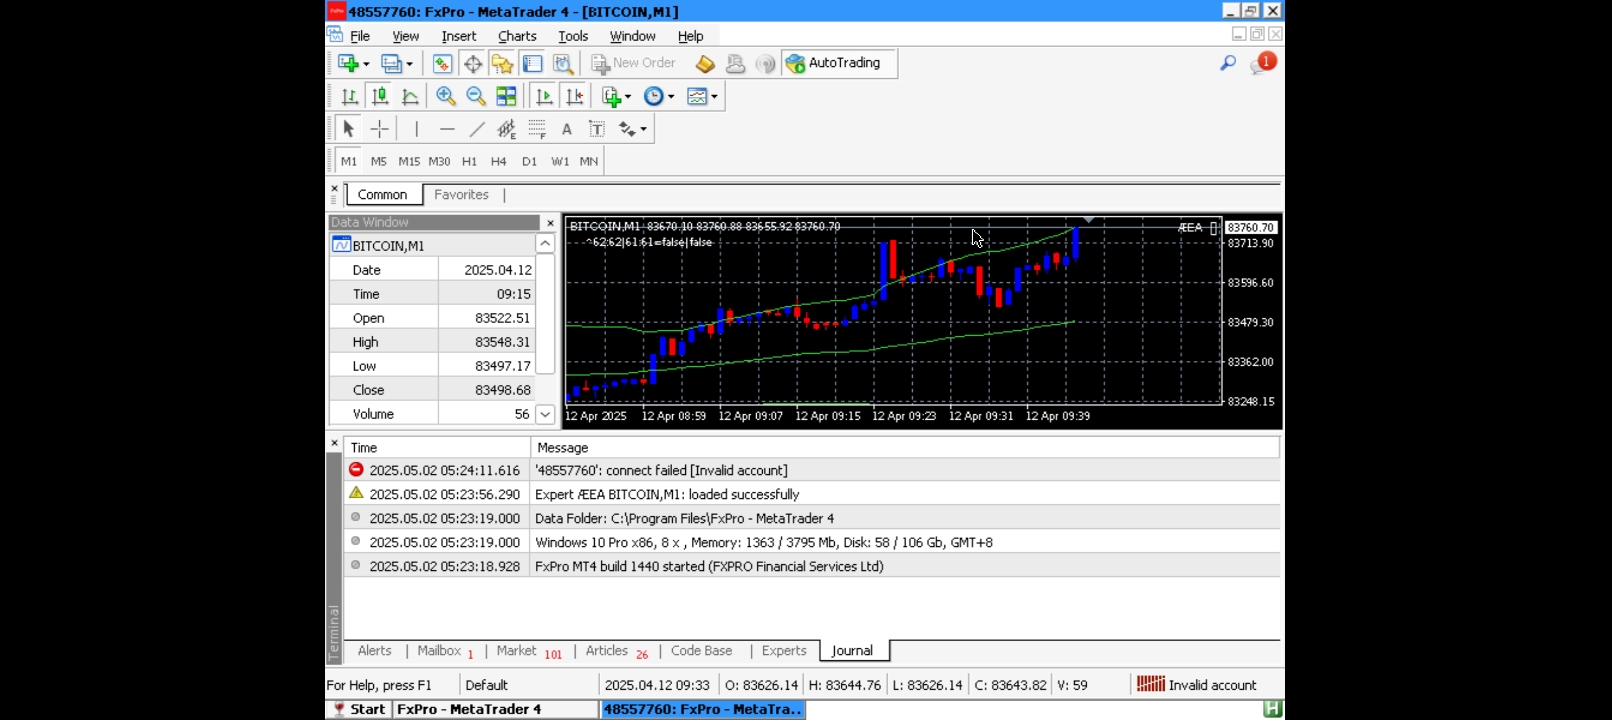 48557760: FxPro - MetaTrader 4 - [BITCOIN,M1]
File View Insert Charts Tools Window Help
New Order AutoTrading 1
A T
M1 M5 M15 M30 H1 H4 D1 W1 MN
Common Favorites
Data Window
BITCOIN,M1
Date 2025.04.12
Time 09:15
Open 83522.51
High 83548.31
Low 83497.17
Close 83498.68
Volume 56
BITCOIN,M1 83670.10 83760.88 83655.92 83760.70
^62:62|61:61=false|false
ÆEA
83760.70
83713.90
83596.60
83479.30
83362.00
83248.15
12 Apr 2025 12 Apr 08:59 12 Apr 09:07 12 Apr 09:15 12 Apr 09:23 12 Apr 09:31 12 Apr 09:39
Time Message
2025.05.02 05:24:11.616 '48557760': connect failed [Invalid account]
2025.05.02 05:23:56.290 Expert ÆEA BITCOIN,M1: loaded successfully
2025.05.02 05:23:19.000 Data Folder: C:\Program Files\FxPro - MetaTrader 4
2025.05.02 05:23:19.000 Windows 10 Pro x86, 8 x , Memory: 1363 / 3795 Mb, Disk: 58 / 106 Gb, GMT+8
2025.05.02 05:23:18.928 FxPro MT4 build 1440 started (FXPRO Financial Services Ltd)
Terminal
Alerts | Mailbox 1 | Market 101 | Articles 26 | Code Base | Experts | Journal
For Help, press F1 Default 2025.04.12 09:33 O: 83626.14 H: 83644.76 L: 83626.14 C: 83643.82 V: 59 Invalid account
Start FxPro - MetaTrader 4 48557760: FxPro - MetaTra.. H